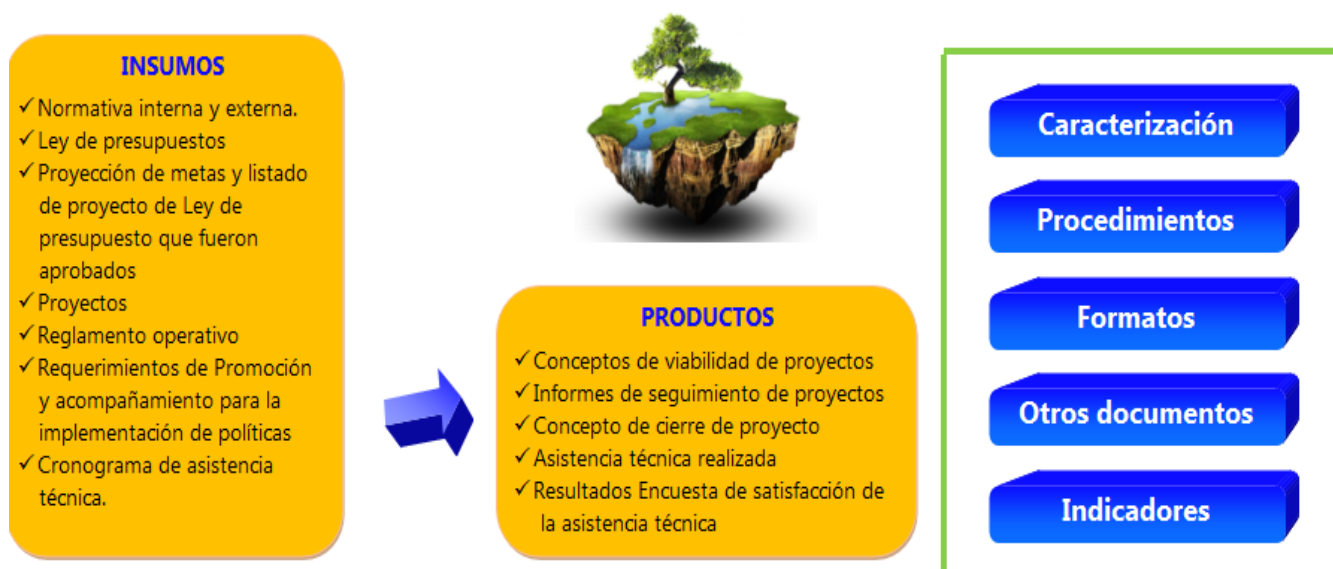 INSUMOS
✓Normativa interna y externa.
✓Ley de presupuestos
✓Proyección de metas y listado
de proyecto de Ley de
presupuesto que fueron
aprobados
✓Proyectos
✓Reglamento operativo
✓Requerimientos de Promoción
y acompañamiento para la
implementación de políticas
✓Cronograma de asistencia
técnica.
PRODUCTOS
✓Conceptos de viabilidad de proyectos
✓Informes de seguimiento de proyectos
✓Concepto de cierre de proyecto
✓Asistencia técnica realizada
✓Resultados Encuesta de satisfacción de
la asistencia técnica
Caracterización
Procedimientos
Formatos
Otros documentos
Indicadores